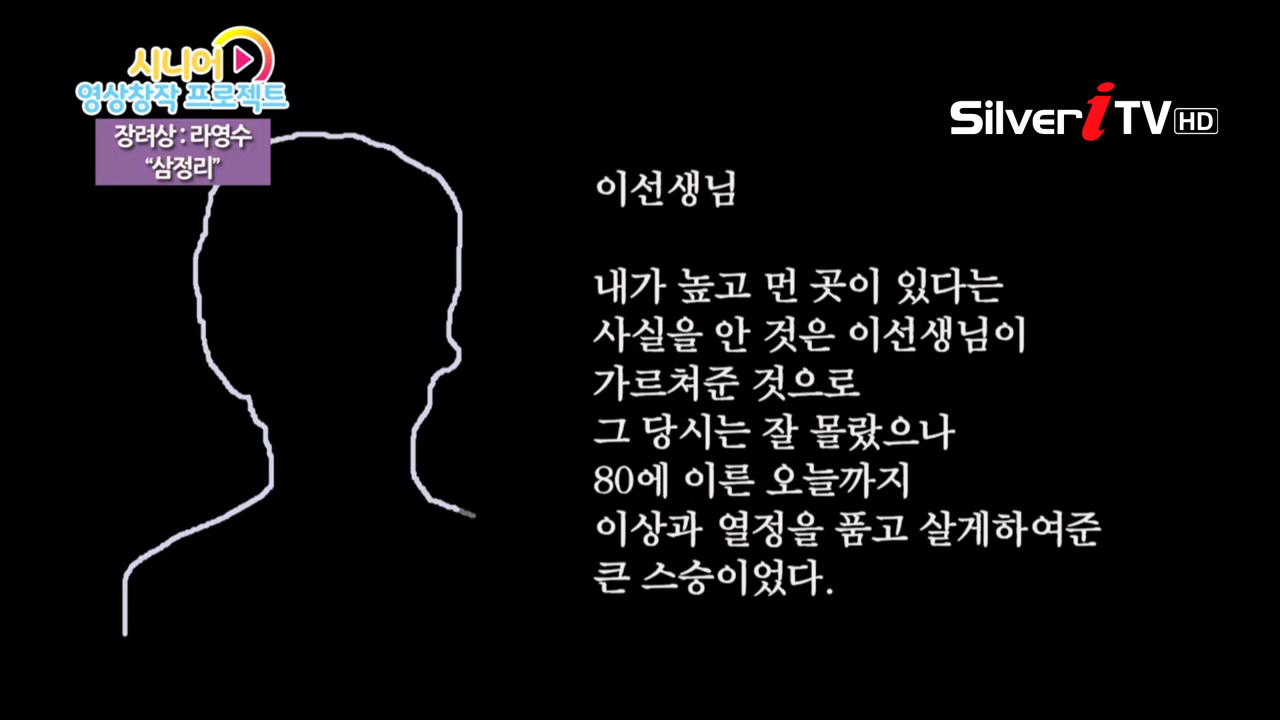 시니어
영상창작 프로젝트
장려상 : 라영수
“삼정리”
Silver i TV HD
이선생님
내가 높고 먼 곳이 있다는
사실을 안 것은 이선생님이
가르쳐준 것으로
그 당시는 잘 몰랐으나
80에 이른 오늘까지
이상과 열정을 품고 살게하여준
큰 스승이었다.